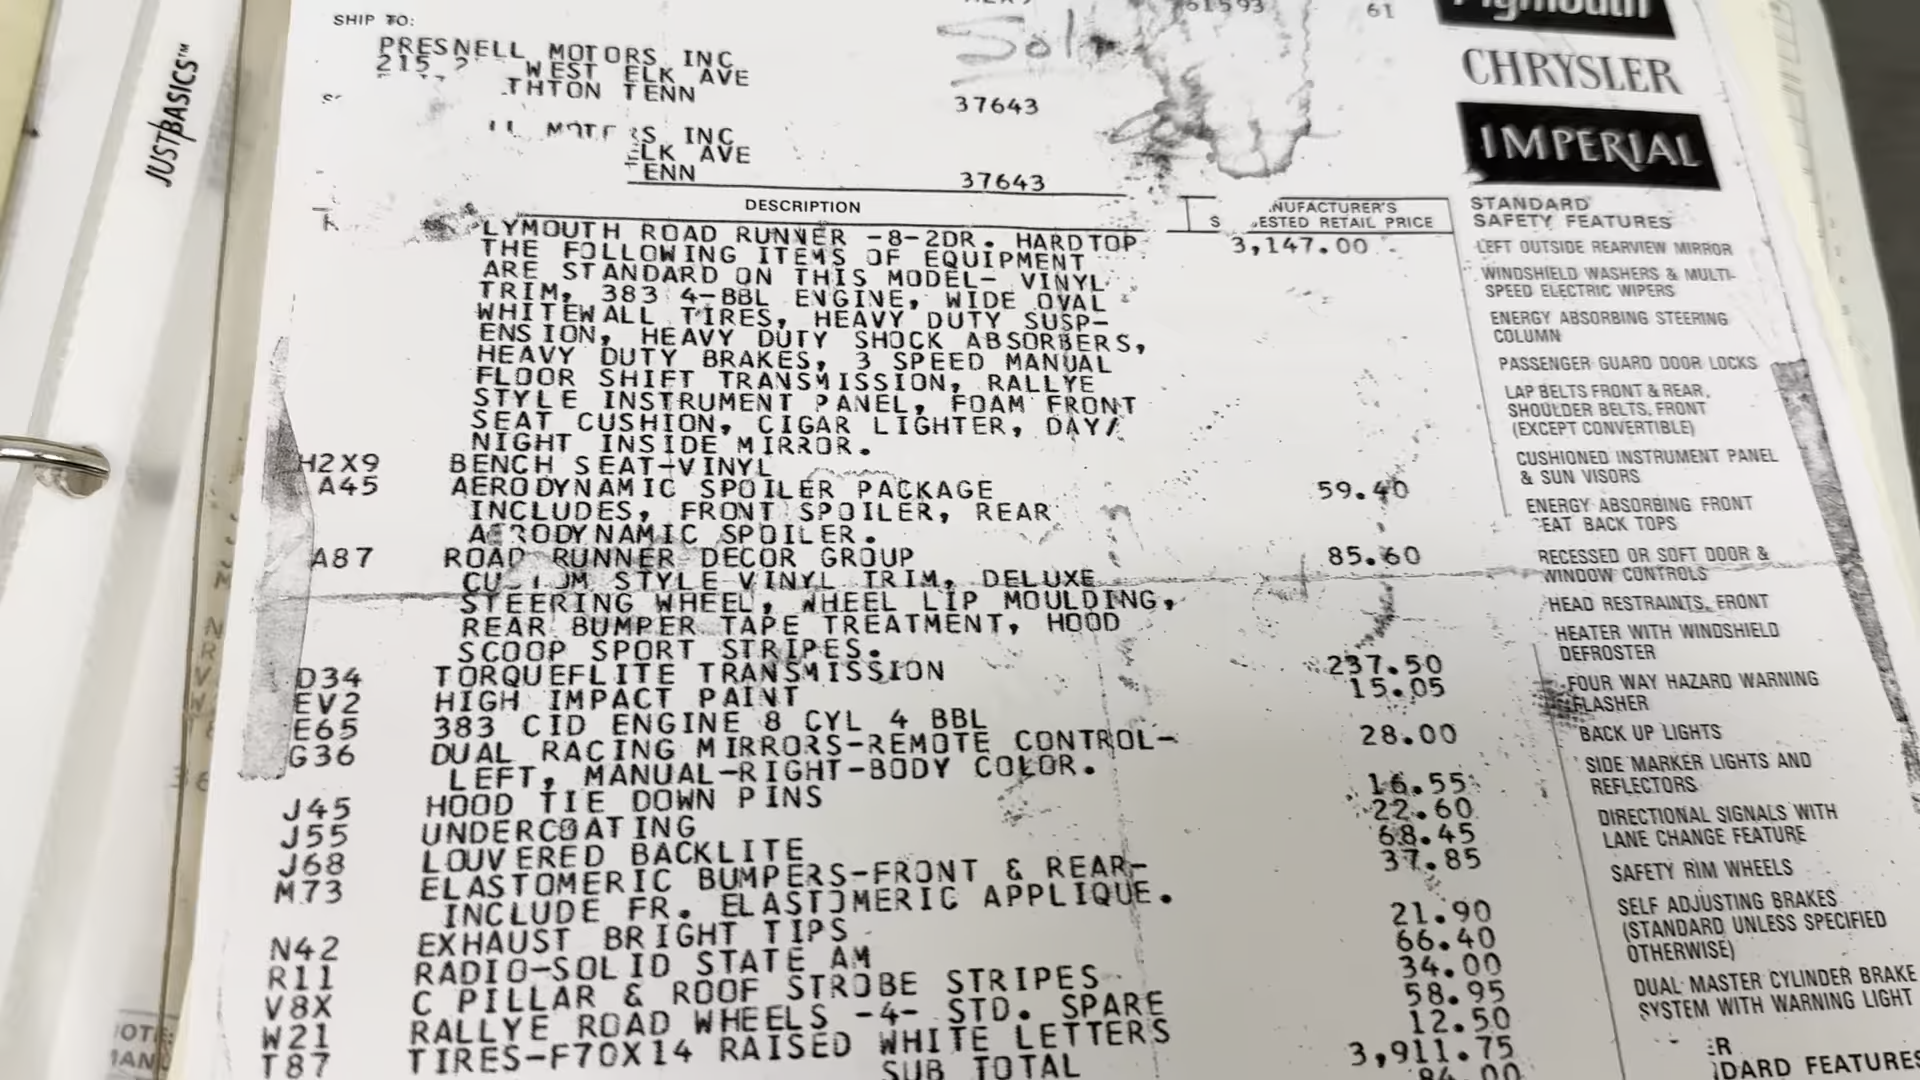 SHIP TO:
PRESNELL MOTORS INC
215 WEST ELK AVE
THTON TENN 37643
INC
ELK AVE
ENN 37643
Sol
61593
61
Plymouth
CHRYSLER
IMPERIAL
JUST BASICS™
DESCRIPTION
NUFACTURER'S
ESTED RETAIL PRICE
LYMOUTH ROAD RUNNER -8-2DR. HARDTOP 3,147.00
THE FOLLOWING ITEMS OF EQUIPMENT
ARE STANDARD ON THIS MODEL- VINYL
TRIM, 383 4-BBL ENGINE, WIDE OVAL
WHITEWALL TIRES, HEAVY DUTY SUSP-
ENSION, HEAVY DUTY SHOCK ABSORBERS,
HEAVY DUTY BRAKES, 3 SPEED MANUAL
FLOOR SHIFT TRANSMISSION, RALLYE
STYLE INSTRUMENT PANEL, FOAM FRONT
SEAT CUSHION, CIGAR LIGHTER, DAY/
NIGHT INSIDE MIRROR.
H2X9 BENCH SEAT-VINYL
A45 AERODYNAMIC SPOILER PACKAGE 59.40
INCLUDES, FRONT SPOILER, REAR
AERODYNAMIC SPOILER.
A87 ROAD RUNNER DECOR GROUP 85.60
CUSTOM STYLE VINYL TRIM, DELUXE
STEERING WHEEL, WHEEL LIP MOULDING,
REAR BUMPER TAPE TREATMENT, HOOD
SCOOP SPORT STRIPES.
D34 TORQUEFLITE TRANSMISSION 237.50
EV2 HIGH IMPACT PAINT 15.05
E65 383 CID ENGINE 8 CYL 4 BBL
G36 DUAL RACING MIRRORS-REMOTE CONTROL- 28.00
LEFT, MANUAL-RIGHT-BODY COLOR.
J45 HOOD TIE DOWN PINS 16.55
J55 UNDERCOATING 22.60
J68 LOUVERED BACKLITE 68.45
M73 ELASTOMERIC BUMPERS-FRONT & REAR- 37.85
INCLUDE FR. ELASTOMERIC APPLIQUE.
N42 EXHAUST BRIGHT TIPS 21.90
R11 RADIO-SOLID STATE AM 66.40
V8X C PILLAR & ROOF STROBE STRIPES 34.00
W21 RALLYE ROAD WHEELS -4- STD. SPARE 58.95
T87 TIRES-F70X14 RAISED WHITE LETTERS 12.50
SUB TOTAL 3,911.75
84.00
STANDARD
SAFETY FEATURES
LEFT OUTSIDE REARVIEW MIRROR
WINDSHIELD WASHERS & MULTI-
SPEED ELECTRIC WIPERS
ENERGY ABSORBING STEERING
COLUMN
PASSENGER GUARD DOOR LOCKS
LAP BELTS FRONT & REAR,
SHOULDER BELTS, FRONT
(EXCEPT CONVERTIBLE)
CUSHIONED INSTRUMENT PANEL
& SUN VISORS
ENERGY ABSORBING FRONT
EAT BACK TOPS
RECESSED OR SOFT DOOR &
WINDOW CONTROLS
HEAD RESTRAINTS, FRONT
HEATER WITH WINDSHIELD
DEFROSTER
FOUR WAY HAZARD WARNING
FLASHER
BACK UP LIGHTS
SIDE MARKER LIGHTS AND
REFLECTORS
DIRECTIONAL SIGNALS WITH
LANE CHANGE FEATURE
SAFETY RIM WHEELS
SELF ADJUSTING BRAKES
(STANDARD UNLESS SPECIFIED
OTHERWISE)
DUAL MASTER CYLINDER BRAKE
SYSTEM WITH WARNING LIGHT
ER
DARD FEATURES